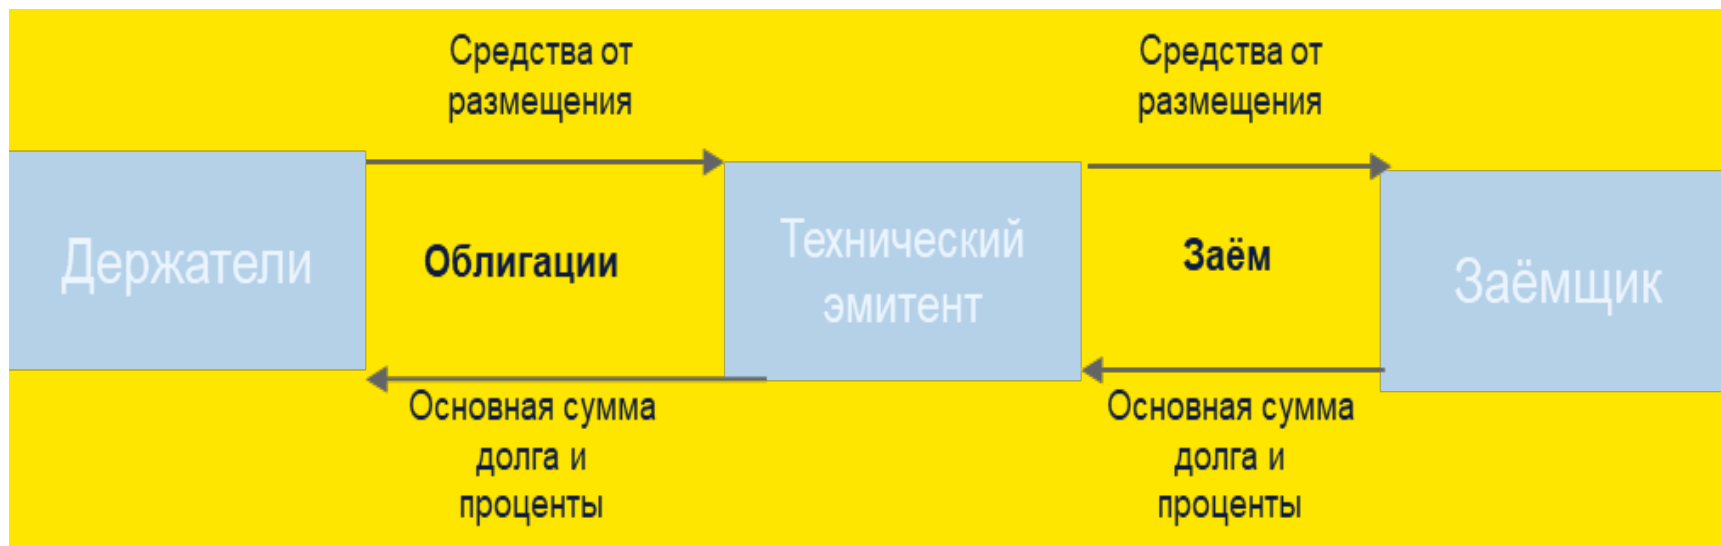 Средства от
размещения
Средства от
размещения
Держатели
Облигации
Технический
эмитент
Заём
Заёмщик
Основная сумма
долга и
проценты
Основная сумма
долга и
проценты